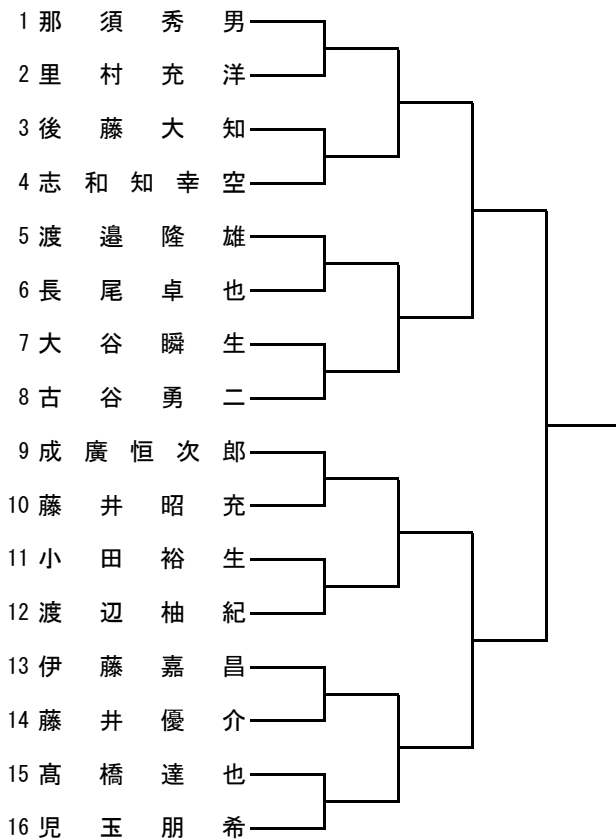 1 那須秀男
2 里村充洋
3 後藤大知
4 志和知幸空
5 渡邉隆雄
6 長尾卓也
7 大谷瞬生
8 古谷勇二
9 成廣恒次郎
10 藤井昭充
11 小田裕生
12 渡辺柚紀
13 伊藤嘉昌
14 藤井優介
15 髙橋達也
16 児玉朋希